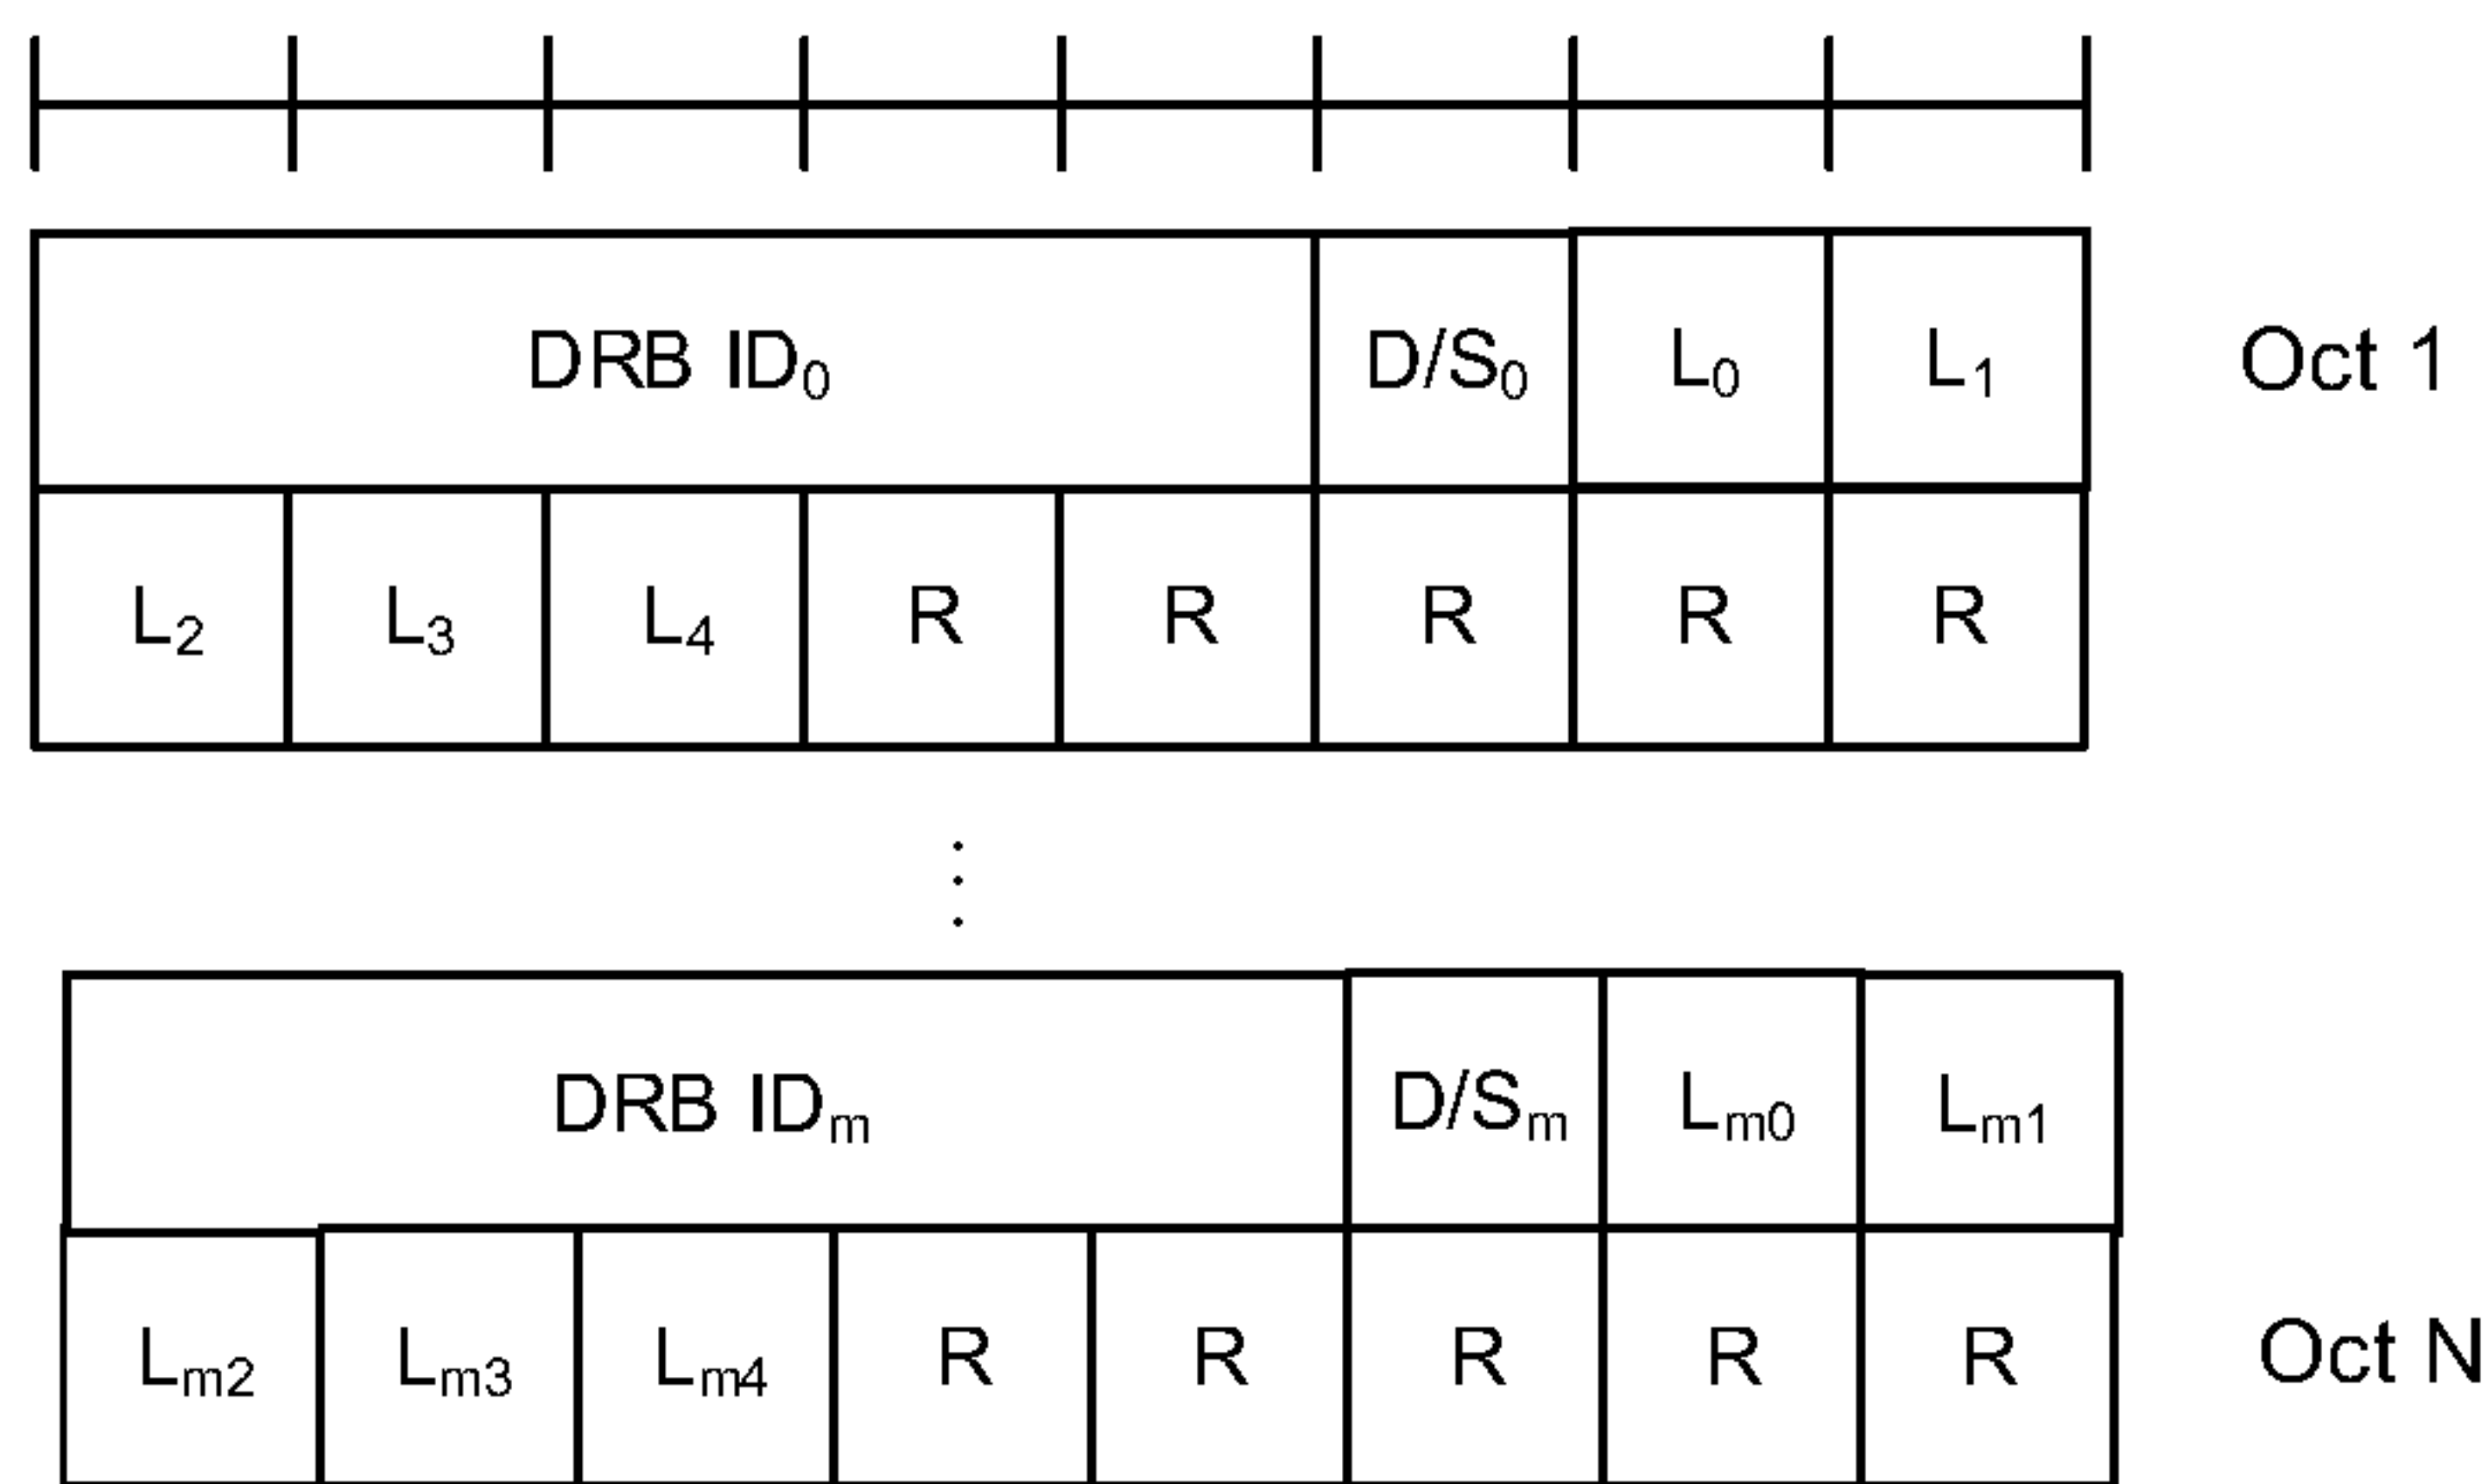 DRB ID₀ D/S₀ L₀ L₁ Oct 1
L₂ L₃ L₄ R R R R R
DRB IDₘ D/Sₘ Lₘ₀ Lₘ₁
Lₘ₂ Lₘ₃ Lₘ₄ R R R R R Oct N